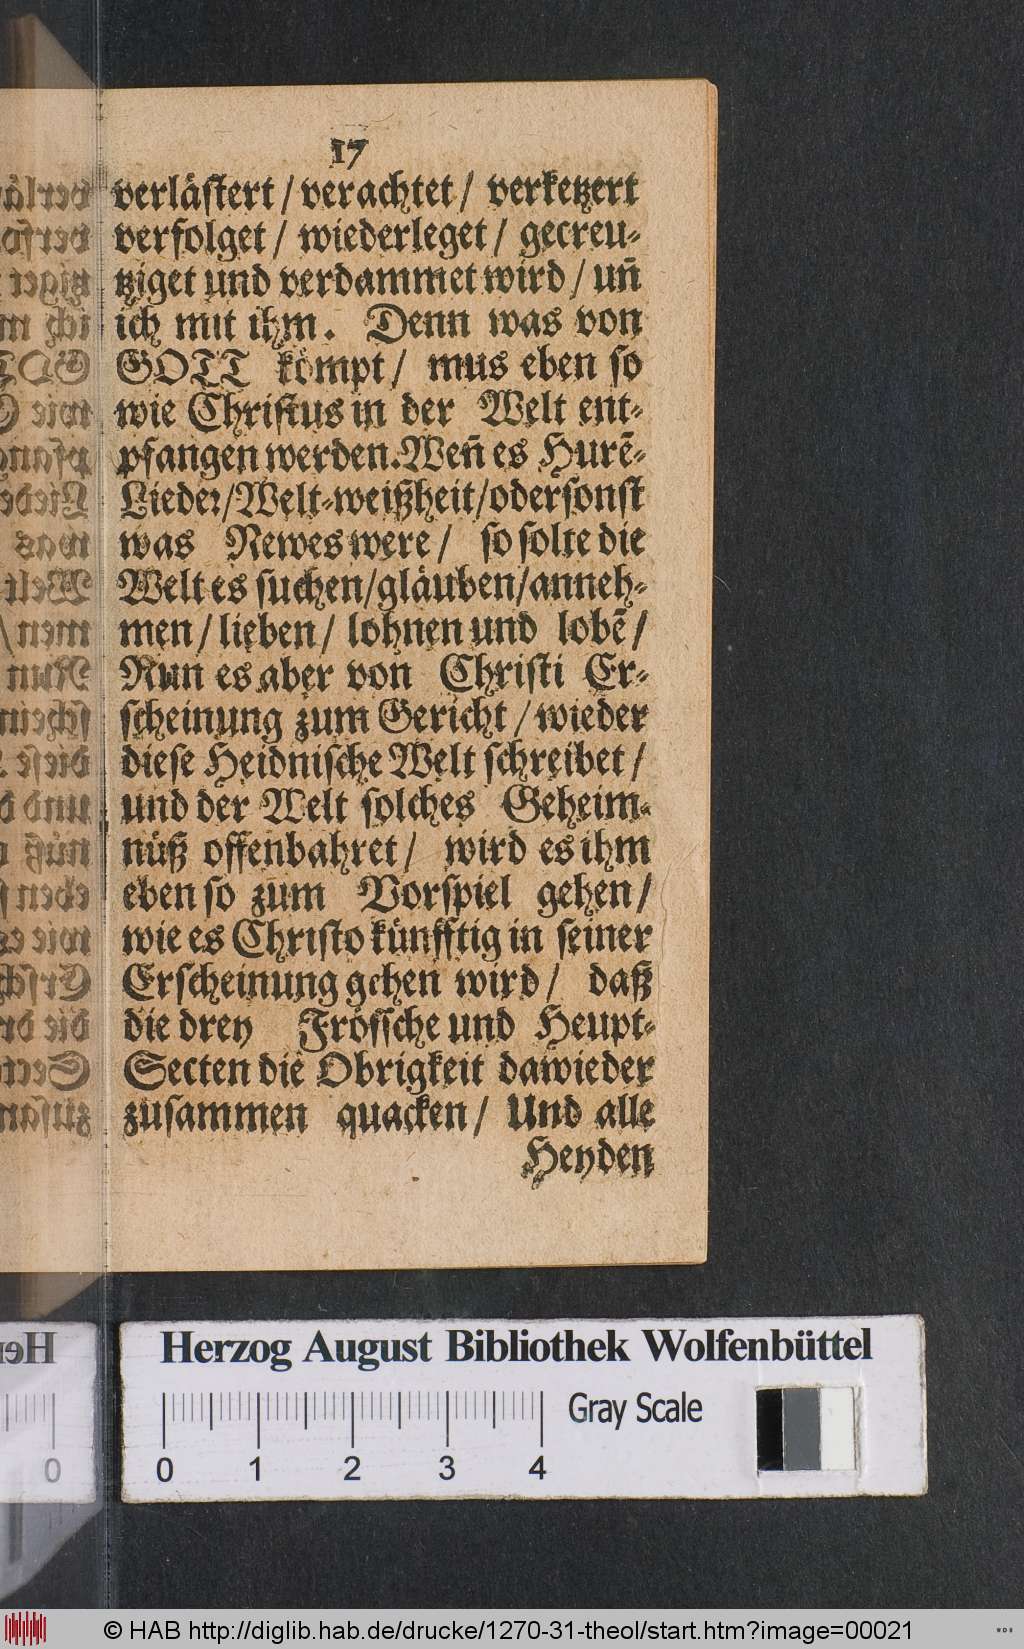 17
verlästert / verachtet / verketzert
verfolget / wiederleget / gecreu-
tziget und verdammet wird / uñ
ich mit ihm. Denn was von
GOTT kömpt / mus eben so
wie Christus in der Welt ent-
pfangen werden. Weñ es Hurẽ-
Lieder / Welt-weißheit / oder sonst
was Newes were / so solte die
Welt es suchen / gläuben / anneh-
men / lieben / lohnen und lobẽ /
Nun es aber von Christi Er-
scheinung zum Gericht / wieder
diese Heidnische Welt schreibet /
und der Welt solches Geheim-
nüß offenbahret / wird es ihm
eben so zum Vorspiel gehen /
wie es Christo künfftig in seiner
Erscheinung gehen wird / daß
die drey Frössche und Heupt-
Secten die Obrigkeit dawieder
zusammen quacken / Und alle
Heyden
Herzog August Bibliothek Wolfenbüttel
Gray Scale
0 1 2 3 4
© HAB http://diglib.hab.de/drucke/1270-31-theol/start.htm?image=00021